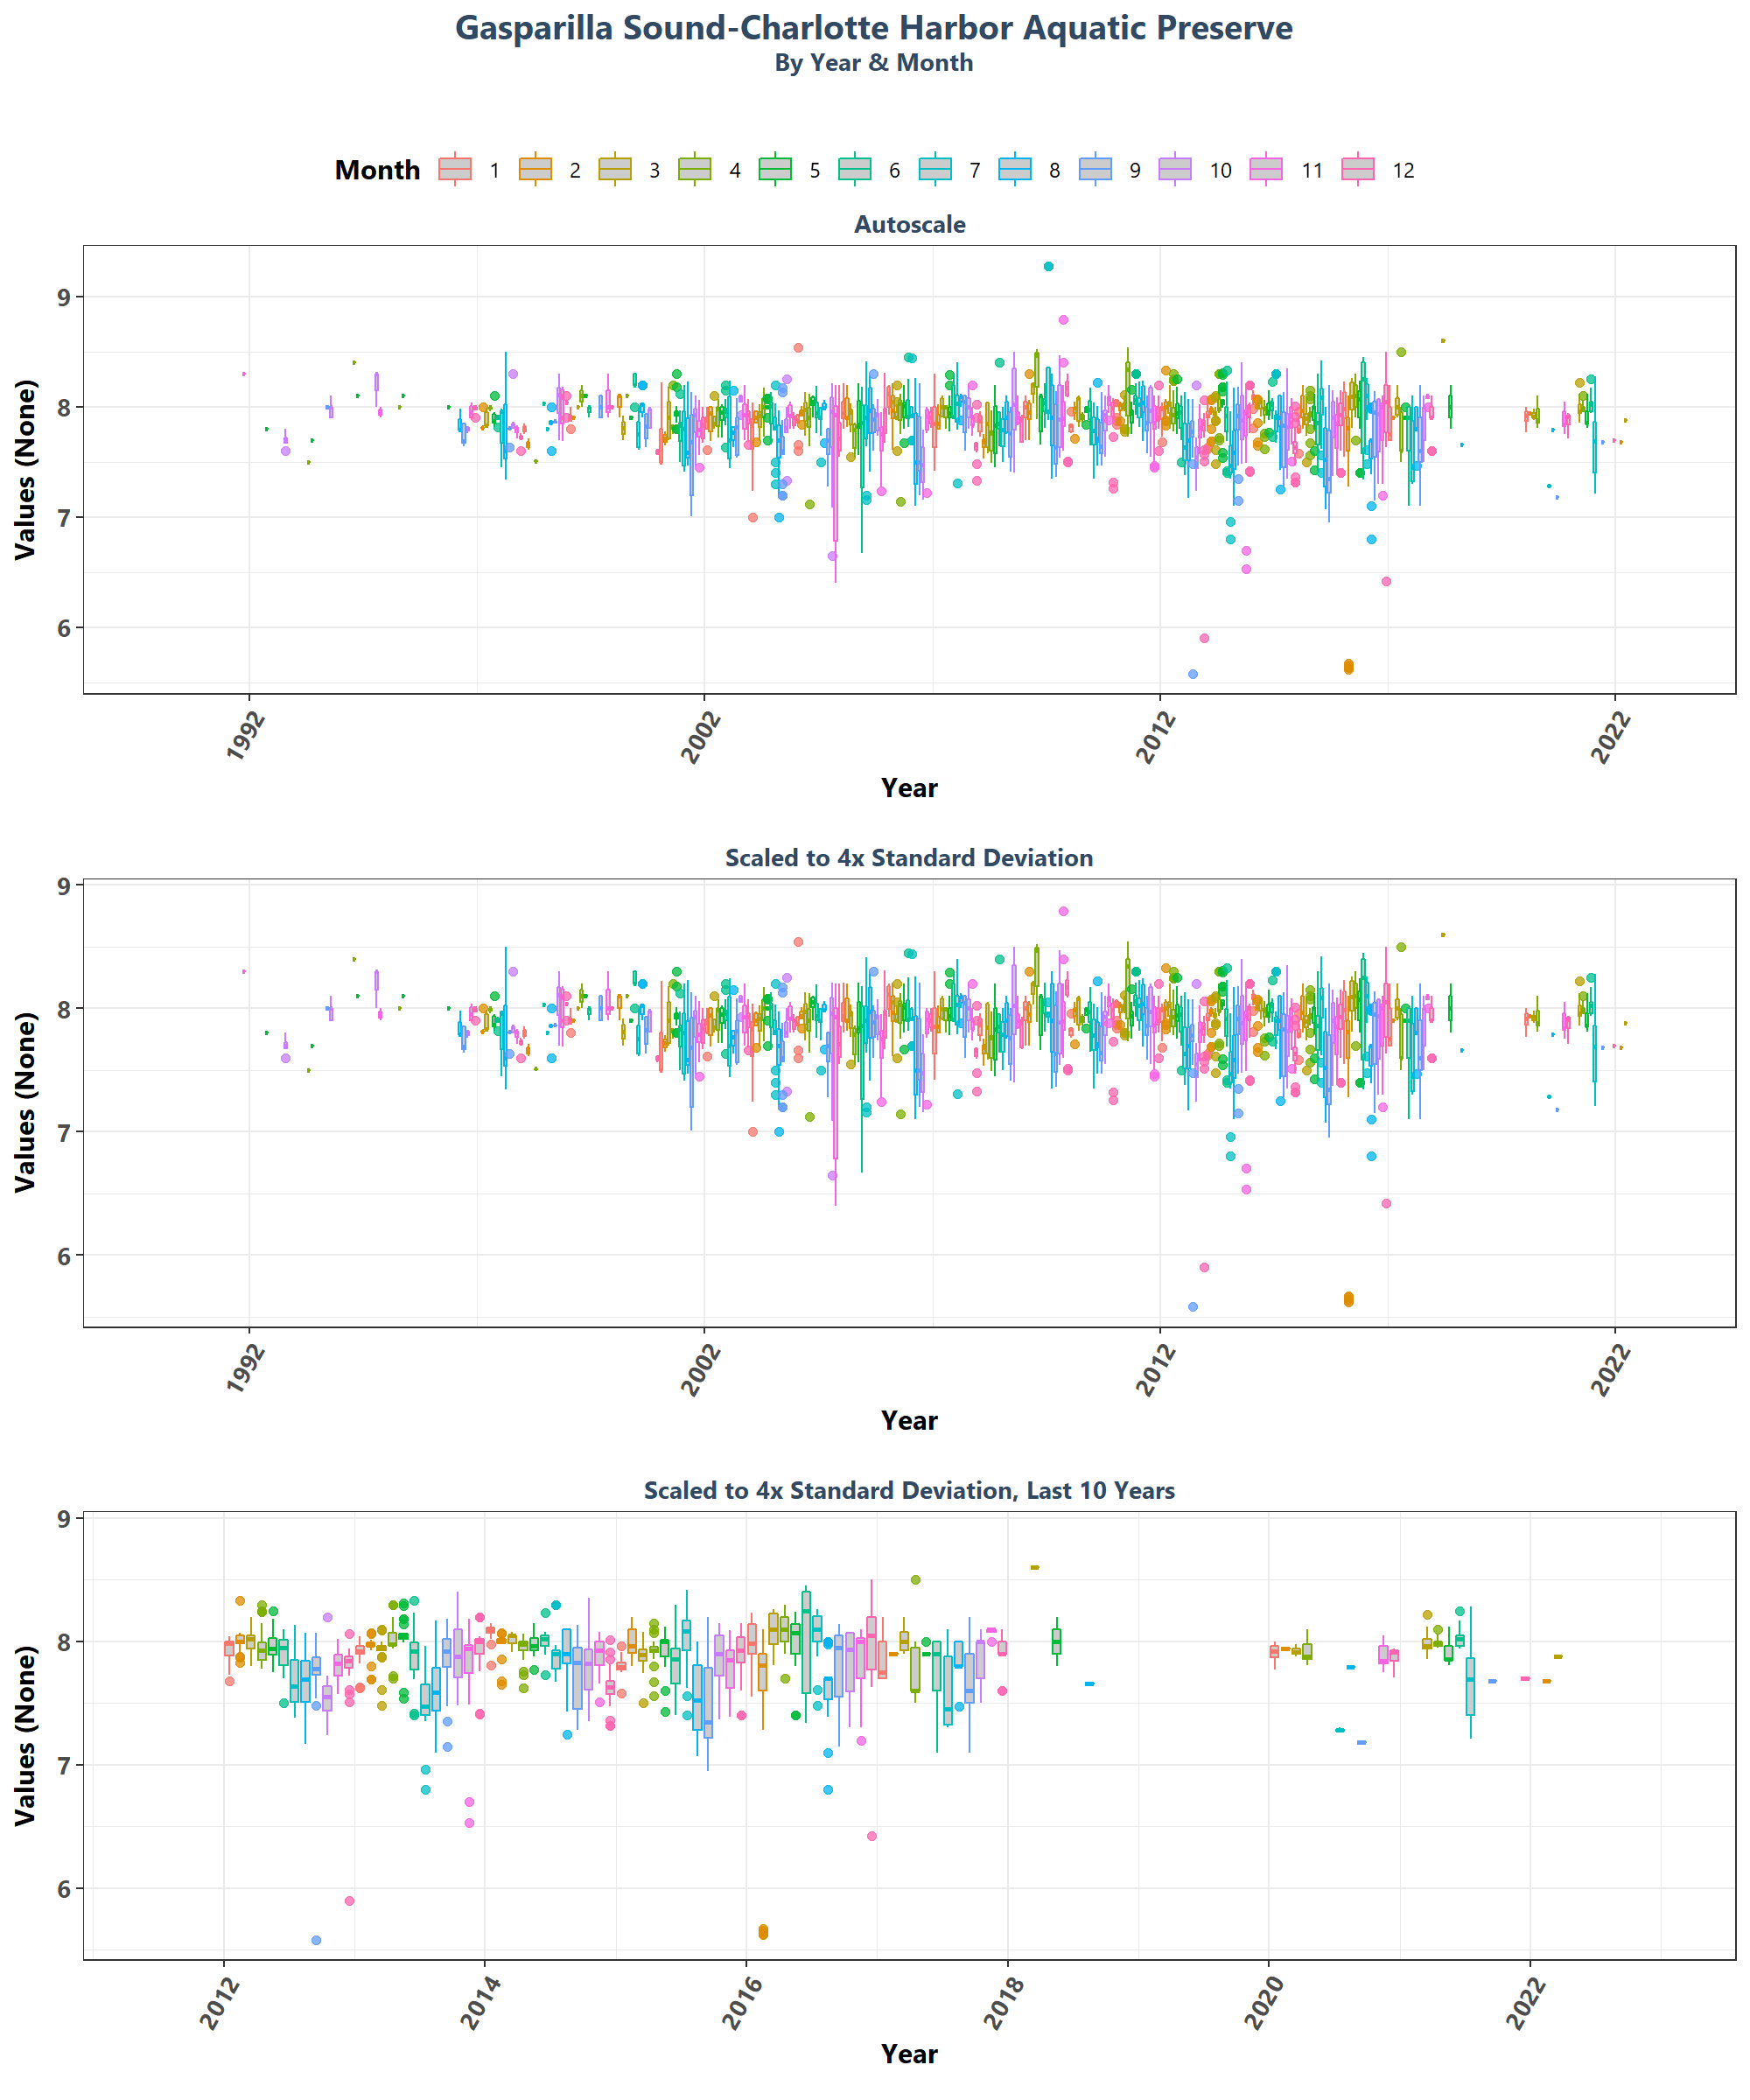 Gasparilla Sound-Charlotte Harbor Aquatic Preserve
By Year & Month
Month 1 2 3 4 5 6 7 8 9 10 11 12
Autoscale
Values (None)
9
8
7
6
1992 2002 2012 2022
Year
Scaled to 4x Standard Deviation
Values (None)
9
8
7
6
1992 2002 2012 2022
Year
Scaled to 4x Standard Deviation, Last 10 Years
Values (None)
9
8
7
6
2012 2014 2016 2018 2020 2022
Year